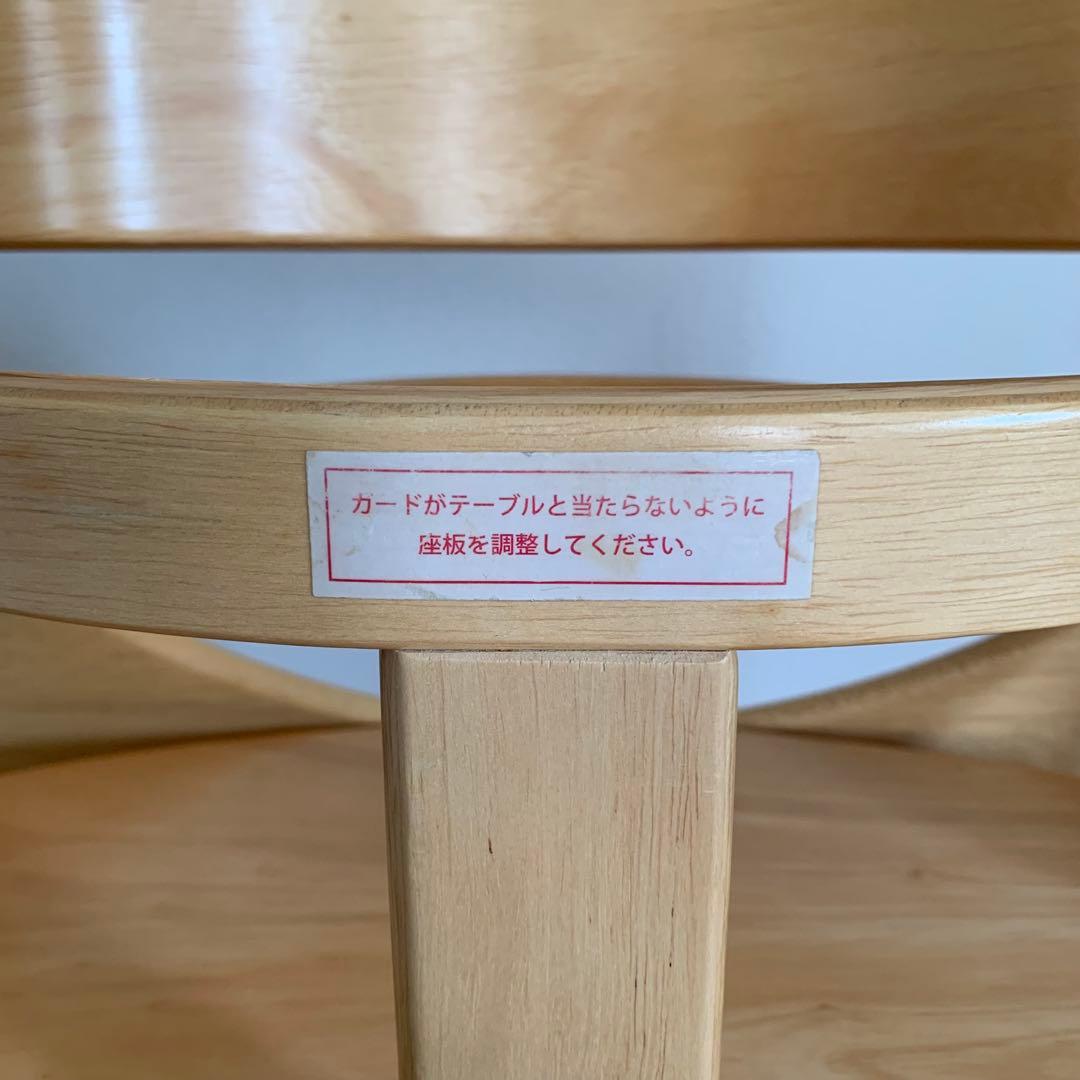 ガードがテーブルと当たらないように
座板を調整してください。